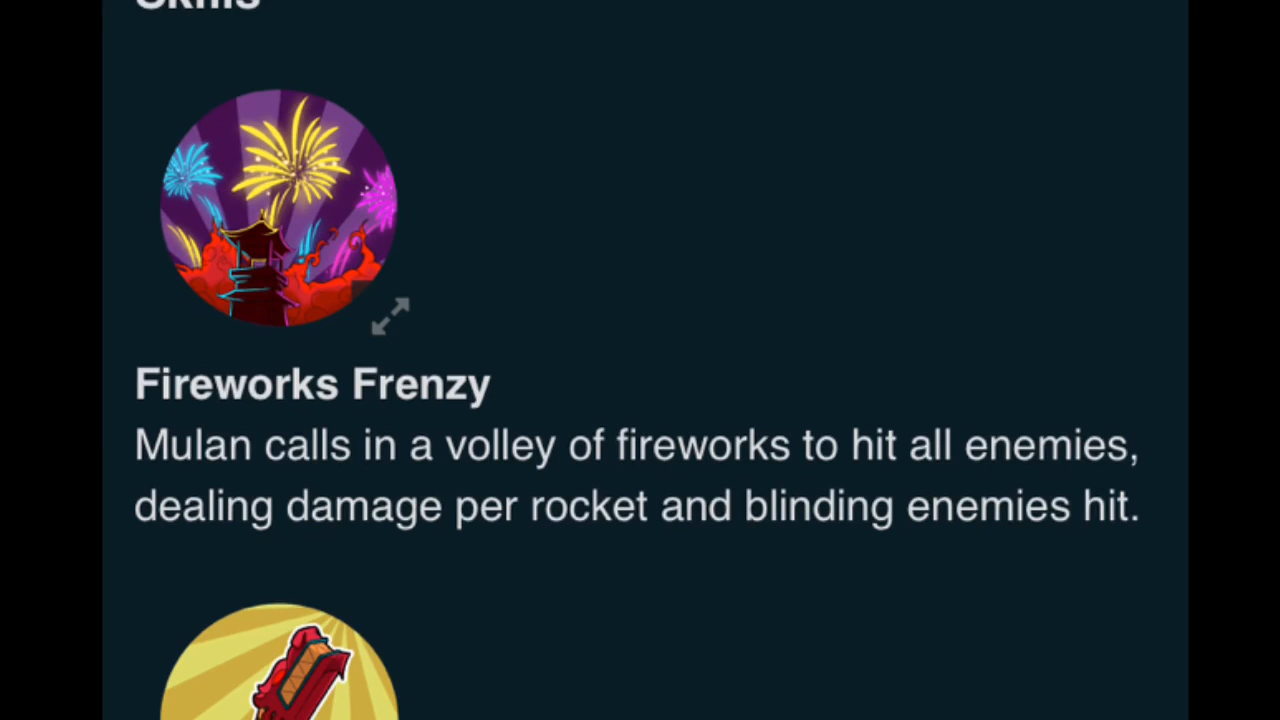 Skills
Fireworks Frenzy
Mulan calls in a volley of fireworks to hit all enemies,
dealing damage per rocket and blinding enemies hit.